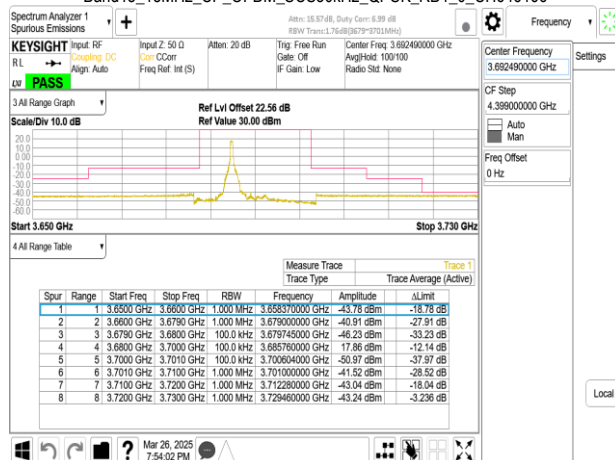 Spectrum Analyzer 1
Spurious Emissions
Attn: 15.57dB, Duty Corr: 6.99 dB
RBW Trans:1.76dB(3679~3701MHz)
Frequency
Settings
KEYSIGHT
RL
Align: Auto
Input: RF
Coupling: DC
Input Z: 50 Ω
Corr CCorr
Freq Ref: Int (S)
Atten: 20 dB
Trig: Free Run
Gate: Off
IF Gain: Low
Center Freq: 3.692490000 GHz
Avg|Hold: 100/100
Radio Std: None
LXI PASS
Center Frequency
3.692490000 GHz
CF Step
4.399000000 GHz
Auto
Man
Freq Offset
0 Hz
3 All Range Graph
Scale/Div 10.0 dB
Ref Lvl Offset 22.56 dB
Ref Value 30.00 dBm
20.0
10.0
0.00
-10.0
-20.0
-30.0
-40.0
-50.0
-60.0
Start 3.650 GHz
Stop 3.730 GHz
4 All Range Table
Measure Trace Trace 1
Trace Type Trace Average (Active)
Spur Range Start Freq Stop Freq RBW Frequency Amplitude ΔLimit
1 1 3.6500 GHz 3.6600 GHz 1.000 MHz 3.658370000 GHz -43.78 dBm -18.78 dB
2 2 3.6600 GHz 3.6790 GHz 1.000 MHz 3.679000000 GHz -40.91 dBm -27.91 dB
3 3 3.6790 GHz 3.6800 GHz 100.0 kHz 3.679745000 GHz -46.23 dBm -33.23 dB
4 4 3.6800 GHz 3.7000 GHz 100.0 kHz 3.685760000 GHz 17.86 dBm -12.14 dB
5 5 3.7000 GHz 3.7010 GHz 100.0 kHz 3.700604000 GHz -50.97 dBm -37.97 dB
6 6 3.7010 GHz 3.7100 GHz 1.000 MHz 3.701000000 GHz -41.52 dBm -28.52 dB
7 7 3.7100 GHz 3.7200 GHz 1.000 MHz 3.712280000 GHz -43.04 dBm -18.04 dB
8 8 3.7200 GHz 3.7300 GHz 1.000 MHz 3.729460000 GHz -43.24 dBm -3.236 dB
Local
Mar 26, 2025
7:54:02 PM